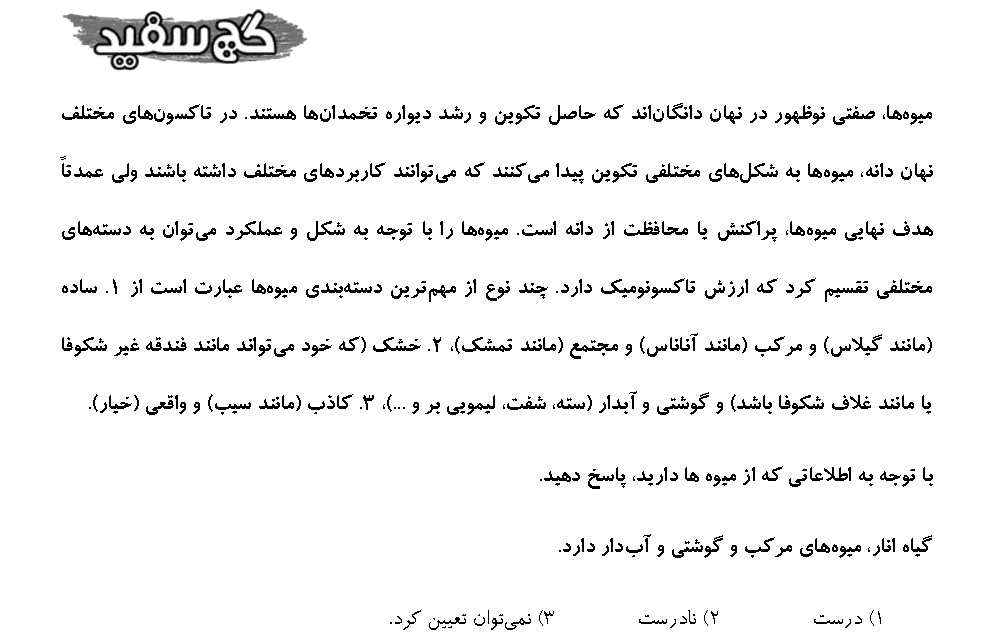 گچ سفید
میوه‌ها، صفتی نوظهور در نهان دانگان‌اند که حاصل تکوین و رشد دیواره تخمدان‌ها هستند. در تاکسون‌های مختلف
نهان دانه، میوه‌ها به شکل‌های مختلفی تکوین پیدا می‌کنند که می‌توانند کاربردهای مختلف داشته باشند ولی عمدتاً
هدف نهایی میوه‌ها، پراکنش یا محافظت از دانه است. میوه‌ها را با توجه به شکل و عملکرد می‌توان به دسته‌های
مختلفی تقسیم کرد که ارزش تاکسونومیک دارد. چند نوع از مهم‌ترین دسته‌بندی میوه‌ها عبارت است از ۱. ساده
(مانند گیلاس) و مرکب (مانند آناناس) و مجتمع (مانند تمشک)، ۲. خشک (که خود می‌تواند مانند فندقه غیر شکوفا
یا مانند غلاف شکوفا باشد) و گوشتی و آبدار (سته، شفت، لیمویی بر و ...)، ۳. کاذب (مانند سیب) و واقعی (خیار).
با توجه به اطلاعاتی که از میوه ها دارید، پاسخ دهید.
گیاه انار، میوه‌های مرکب و گوشتی و آب‌دار دارد.
۱) درست ۲) نادرست ۳) نمی‌توان تعیین کرد.